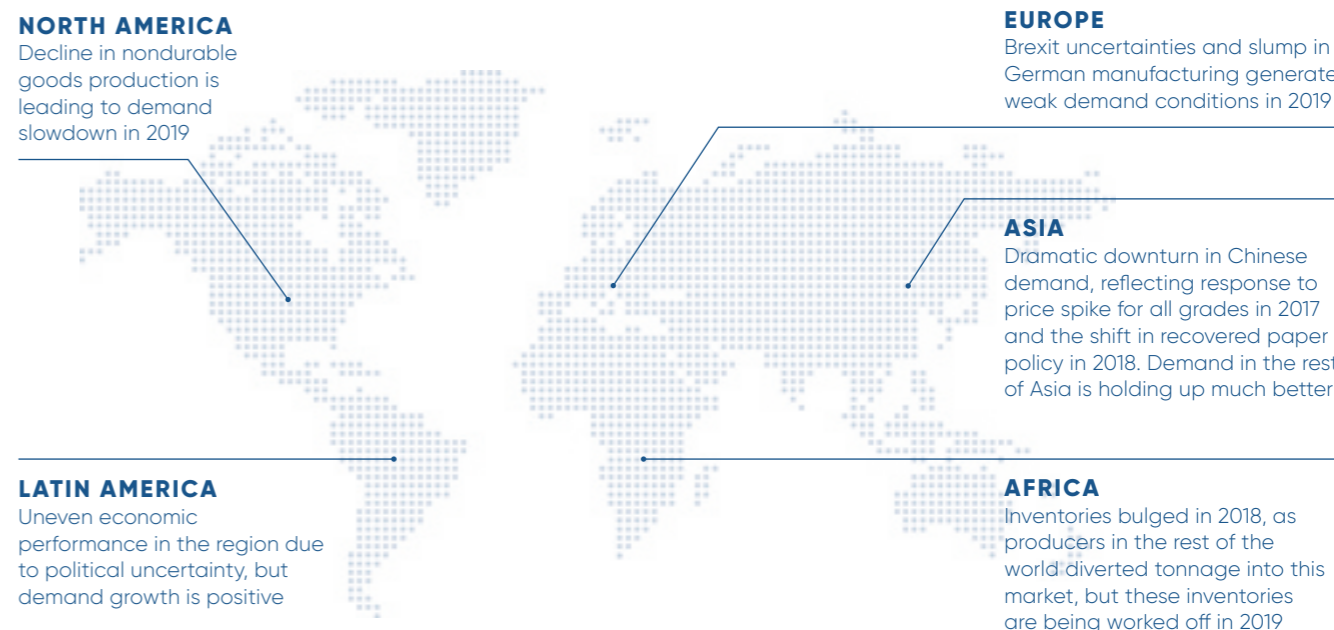 NORTH AMERICA
Decline in nondurable
goods production is
leading to demand
slowdown in 2019
EUROPE
Brexit uncertainties and slump in
German manufacturing generate
weak demand conditions in 2019
ASIA
Dramatic downturn in Chinese
demand, reflecting response to
price spike for all grades in 2017
and the shift in recovered paper
policy in 2018. Demand in the rest
of Asia is holding up much better
LATIN AMERICA
Uneven economic
performance in the region due
to political uncertainty, but
demand growth is positive
AFRICA
Inventories bulged in 2018, as
producers in the rest of the
world diverted tonnage into this
market, but these inventories
are being worked off in 2019